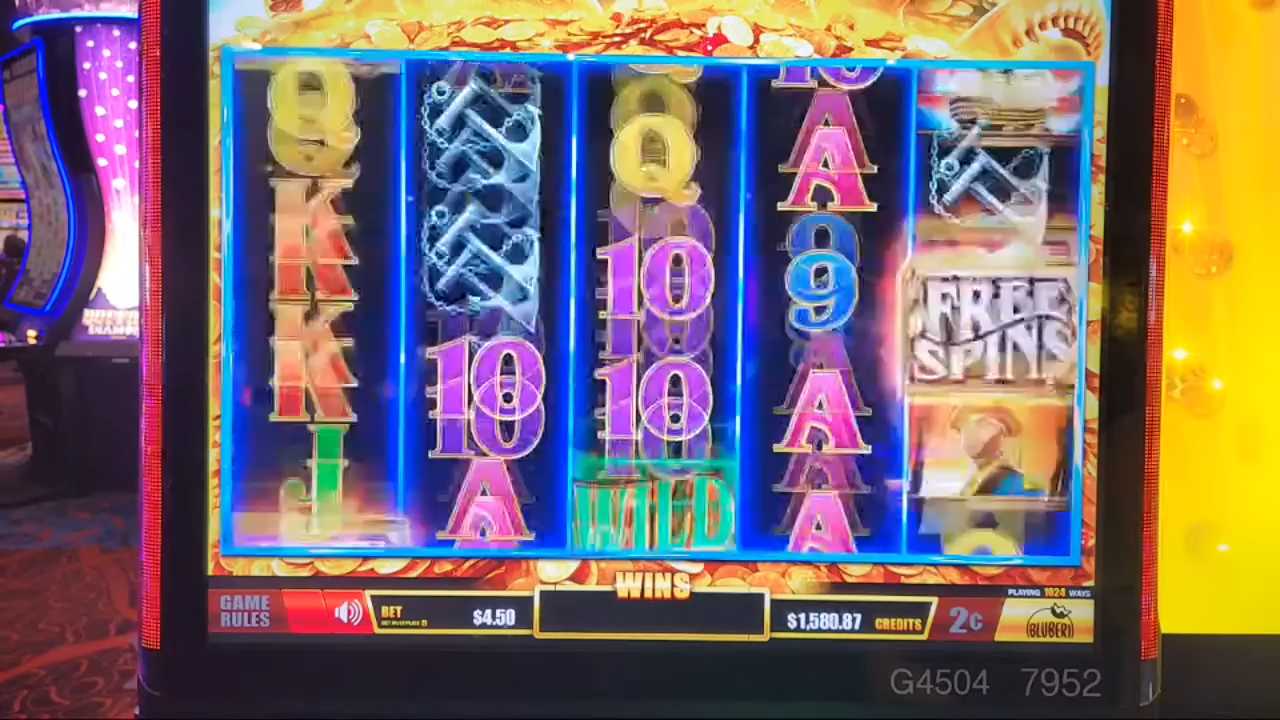 Q
K
K
J
10
A
Q
10
10
WILD
10
A
9
A
A
FREE
SPINS
Q
WINS
PLAYING 1024 WAYS
GAME
RULES
BET
$4.50
$1,580.87 CREDITS
2¢
BLUBERI
G4504 7952